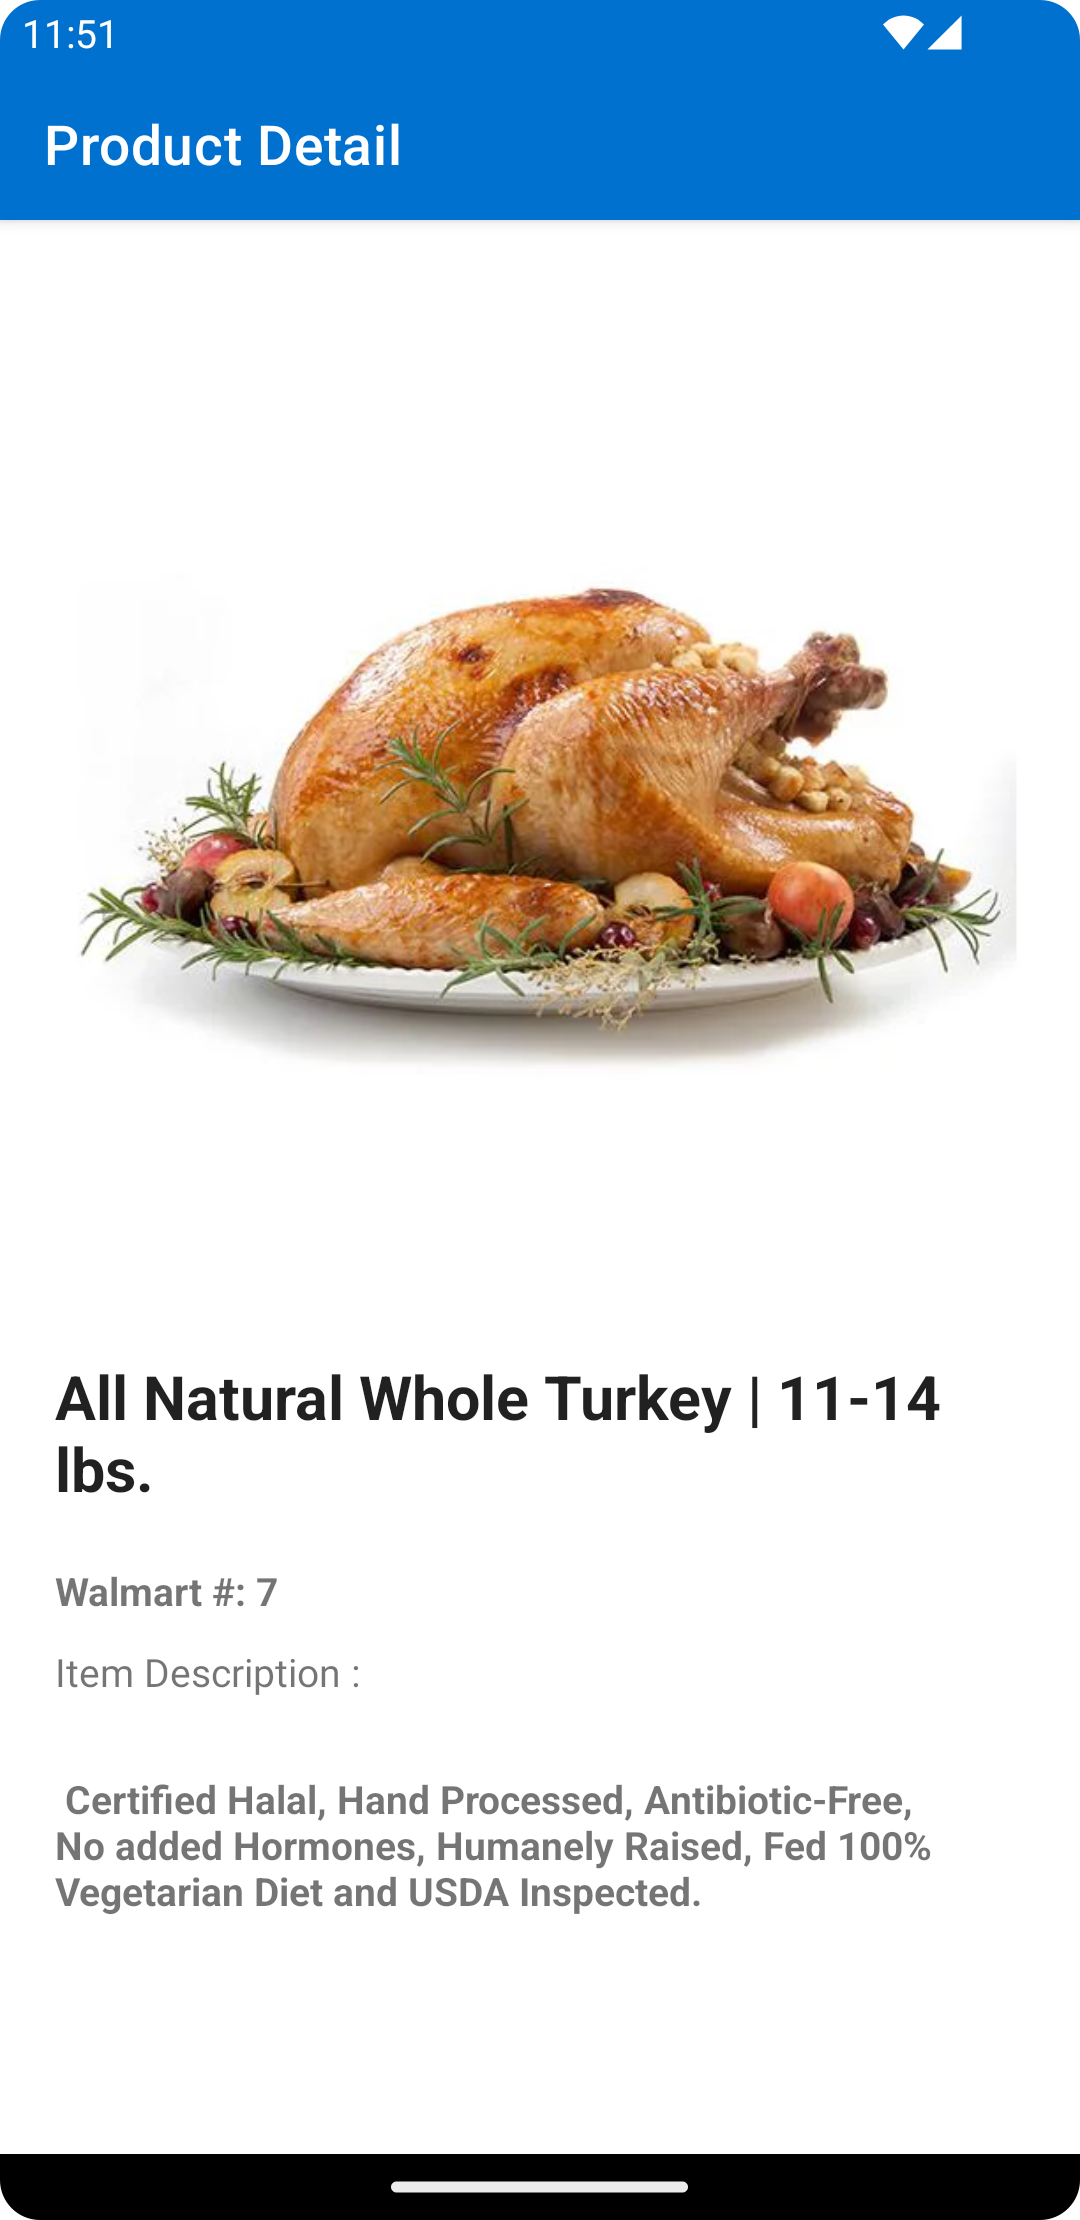 11:51
Product Detail
All Natural Whole Turkey | 11-14
lbs.
Walmart #: 7
Item Description :
Certified Halal, Hand Processed, Antibiotic-Free,
No added Hormones, Humanely Raised, Fed 100%
Vegetarian Diet and USDA Inspected.